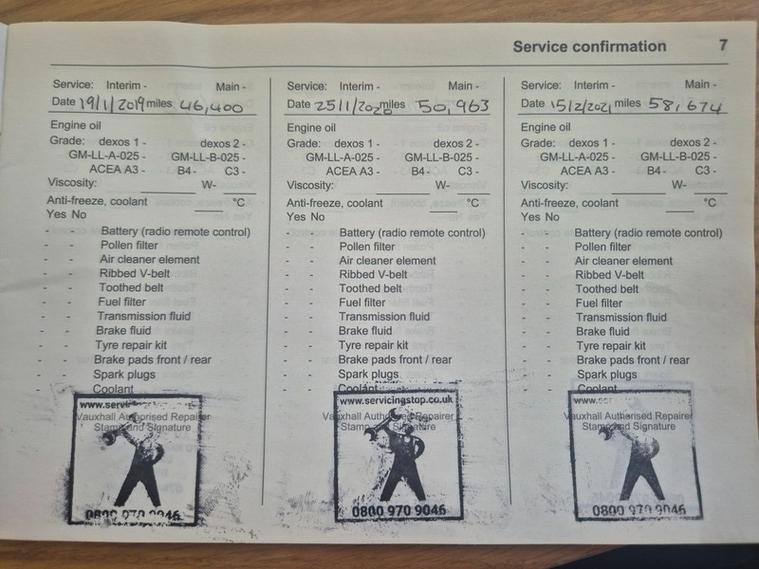 Service confirmation 7
Service: Interim - Main -
Date 19/1/2019 miles 46,400
Engine oil
Grade: dexos 1 - dexos 2 -
GM-LL-A-025 - GM-LL-B-025 -
ACEA A3 - B4 - C3 -
Viscosity: W-
Anti-freeze, coolant °C
Yes No
- - Battery (radio remote control)
- - Pollen filter
- - Air cleaner element
- - Ribbed V-belt
- - Toothed belt
- - Fuel filter
- - Transmission fluid
- - Brake fluid
- - Tyre repair kit
- - Brake pads front / rear
- - Spark plugs
- - Coolant
Vauxhall Authorised Repairer
Stamp and Signature
Service: Interim - Main -
Date 25/1/2020 miles 50,963
Engine oil
Grade: dexos 1 - dexos 2 -
GM-LL-A-025 - GM-LL-B-025 -
ACEA A3 - B4 - C3 -
Viscosity: W-
Anti-freeze, coolant °C
Yes No
- - Battery (radio remote control)
- - Pollen filter
- - Air cleaner element
- - Ribbed V-belt
- - Toothed belt
- - Fuel filter
- - Transmission fluid
- - Brake fluid
- - Tyre repair kit
- - Brake pads front / rear
- - Spark plugs
- - Coolant
www.servicingstop.co.uk
Vauxhall Authorised Repairer
Stamp and Signature
0800 970 9046
Service: Interim - Main -
Date 15/2/2021 miles 58,674
Engine oil
Grade: dexos 1 - dexos 2 -
GM-LL-A-025 - GM-LL-B-025 -
ACEA A3 - B4 - C3 -
Viscosity: W-
Anti-freeze, coolant °C
Yes No
- - Battery (radio remote control)
- - Pollen filter
- - Air cleaner element
- - Ribbed V-belt
- - Toothed belt
- - Fuel filter
- - Transmission fluid
- - Brake fluid
- - Tyre repair kit
- - Brake pads front / rear
- - Spark plugs
- - Coolant
Vauxhall Authorised Repairer
Stamp and Signature
0800 970 9046